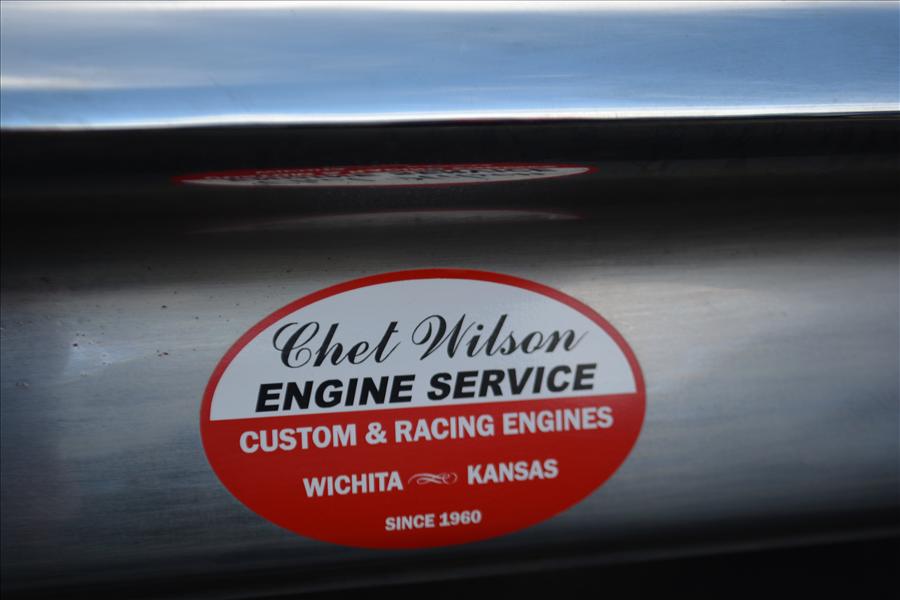 Chet Wilson
ENGINE SERVICE
CUSTOM & RACING ENGINES
WICHITA KANSAS
SINCE 1960